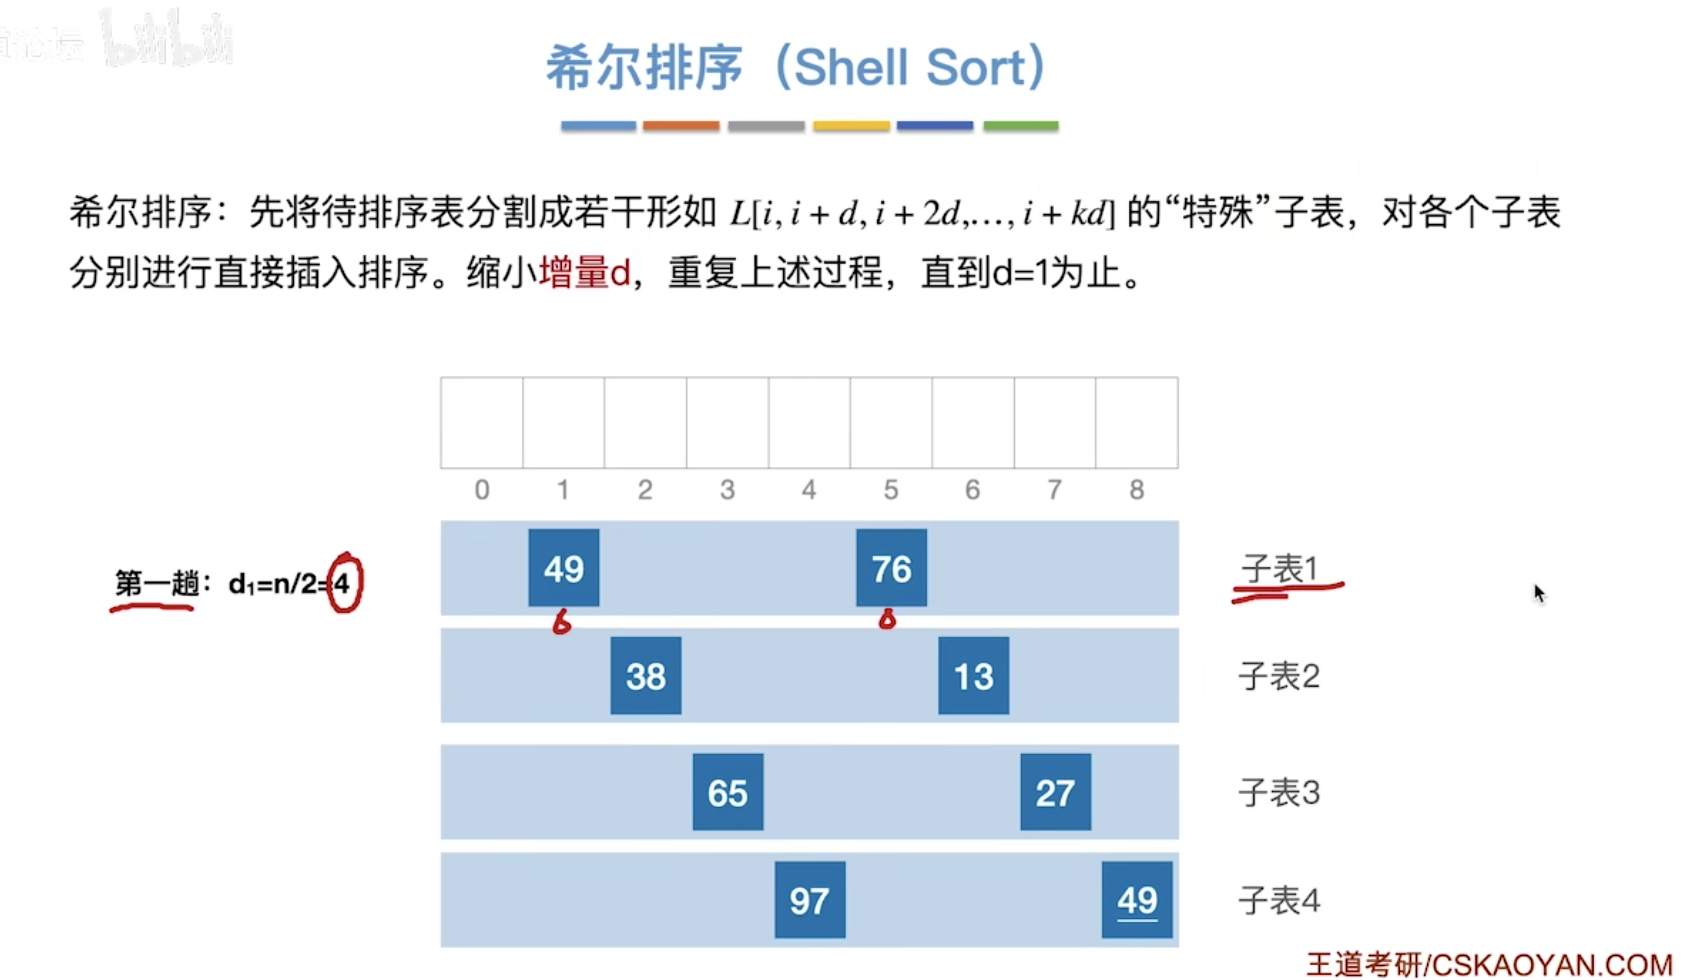 论坛 bilibili
希尔排序（Shell Sort）
希尔排序：先将待排序表分割成若干形如 L[i, i + d, i + 2d,…, i + kd] 的“特殊”子表，对各个子表
分别进行直接插入排序。缩小增量d，重复上述过程，直到d=1为止。
0 1 2 3 4 5 6 7 8
第一趟：d₁=n/2=4
49 76 子表1
38 13 子表2
65 27 子表3
97 49 子表4
王道考研/CSKAOYAN.COM